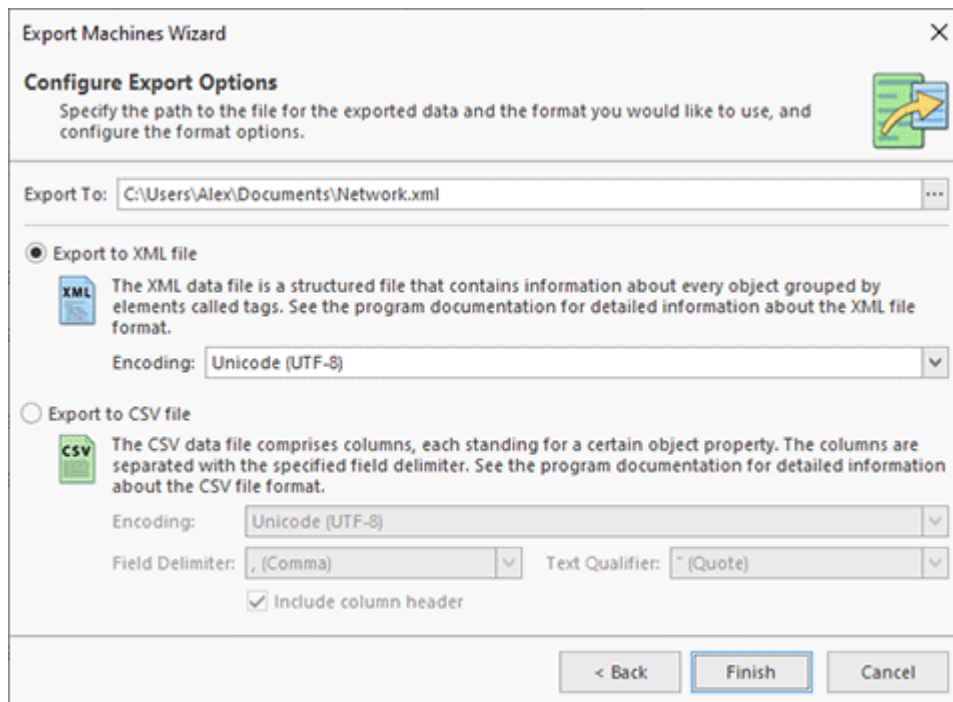 Export Machines Wizard
Configure Export Options
Specify the path to the file for the exported data and the format you would like to use, and
configure the format options.
Export To: C:\Users\Alex\Documents\Network.xml ...
Export to XML file
XML
The XML data file is a structured file that contains information about every object grouped by
elements called tags. See the program documentation for detailed information about the XML file
format.
Encoding: Unicode (UTF-8)
Export to CSV file
CSV
The CSV data file comprises columns, each standing for a certain object property. The columns are
separated with the specified field delimiter. See the program documentation for detailed information
about the CSV file format.
Encoding: Unicode (UTF-8)
Field Delimiter: , (Comma) Text Qualifier: " (Quote)
Include column header
< Back Finish Cancel